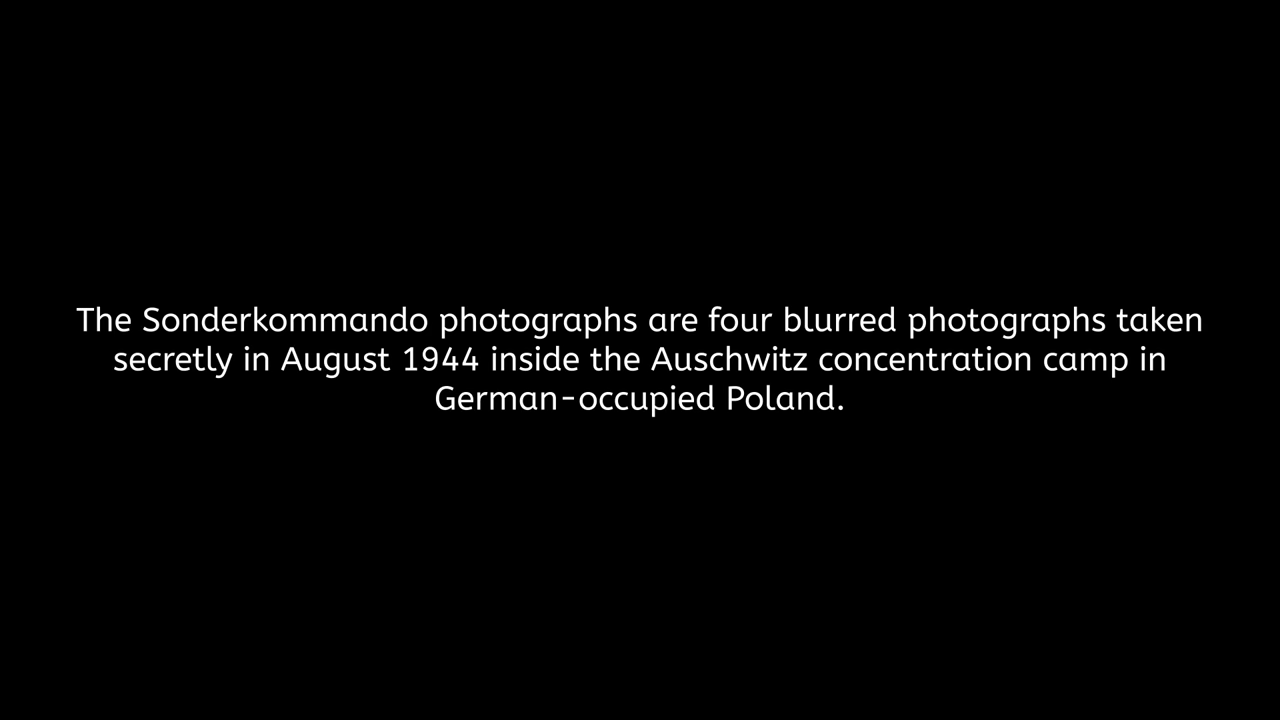 The Sonderkommando photographs are four blurred photographs taken
secretly in August 1944 inside the Auschwitz concentration camp in
German-occupied Poland.